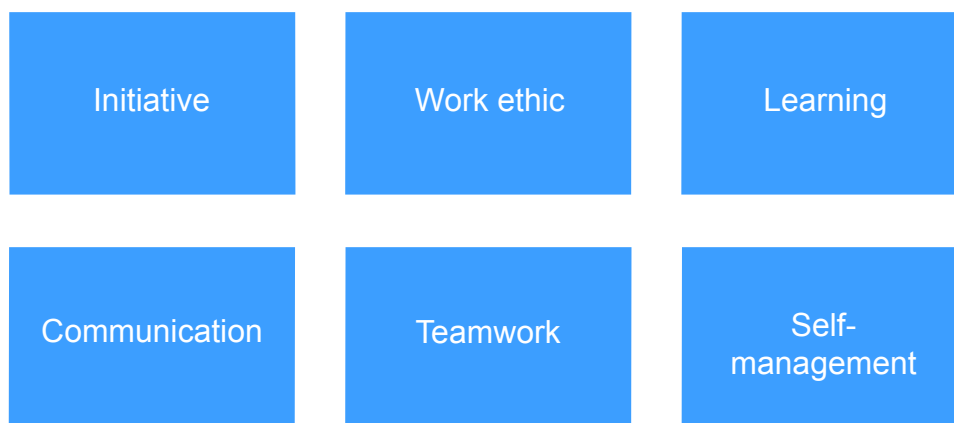 Initiative
Work ethic
Learning
Communication
Teamwork
Self-
management